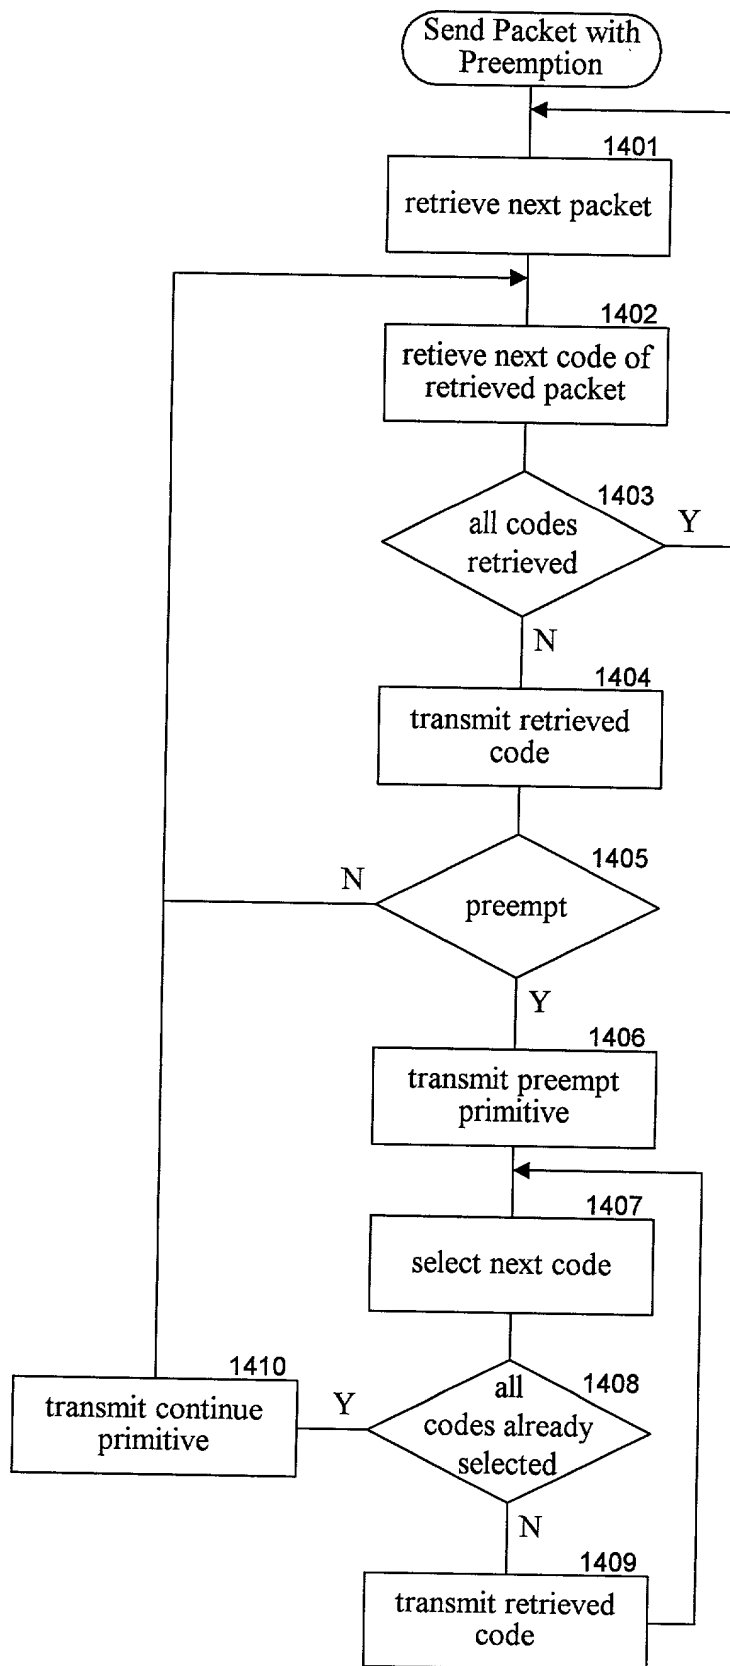 Send Packet with
Preemption
1401
retrieve next packet
1402
retieve next code of
retrieved packet
1403
all codes
retrieved
Y
N
1404
transmit retrieved
code
1405
preempt
N
Y
1406
transmit preempt
primitive
1407
select next code
1408
all
codes already
selected
Y
N
1410
transmit continue
primitive
1409
transmit retrieved
code